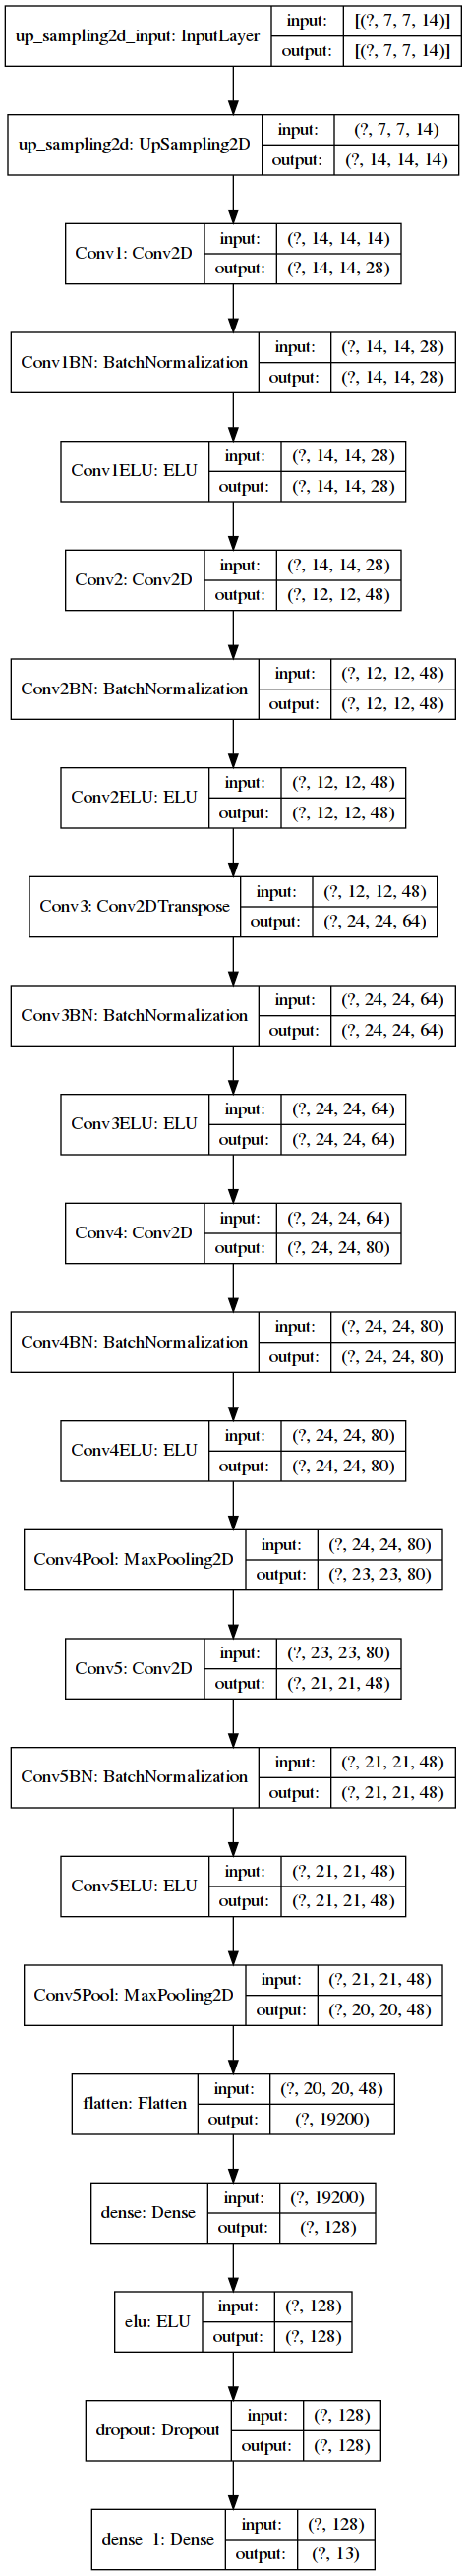 up_sampling2d_input: InputLayer
input: [(?, 7, 7, 14)]
output: [(?, 7, 7, 14)]
up_sampling2d: UpSampling2D
input: (?, 7, 7, 14)
output: (?, 14, 14, 14)
Conv1: Conv2D
input: (?, 14, 14, 14)
output: (?, 14, 14, 28)
Conv1BN: BatchNormalization
input: (?, 14, 14, 28)
output: (?, 14, 14, 28)
Conv1ELU: ELU
input: (?, 14, 14, 28)
output: (?, 14, 14, 28)
Conv2: Conv2D
input: (?, 14, 14, 28)
output: (?, 12, 12, 48)
Conv2BN: BatchNormalization
input: (?, 12, 12, 48)
output: (?, 12, 12, 48)
Conv2ELU: ELU
input: (?, 12, 12, 48)
output: (?, 12, 12, 48)
Conv3: Conv2DTranspose
input: (?, 12, 12, 48)
output: (?, 24, 24, 64)
Conv3BN: BatchNormalization
input: (?, 24, 24, 64)
output: (?, 24, 24, 64)
Conv3ELU: ELU
input: (?, 24, 24, 64)
output: (?, 24, 24, 64)
Conv4: Conv2D
input: (?, 24, 24, 64)
output: (?, 24, 24, 80)
Conv4BN: BatchNormalization
input: (?, 24, 24, 80)
output: (?, 24, 24, 80)
Conv4ELU: ELU
input: (?, 24, 24, 80)
output: (?, 24, 24, 80)
Conv4Pool: MaxPooling2D
input: (?, 24, 24, 80)
output: (?, 23, 23, 80)
Conv5: Conv2D
input: (?, 23, 23, 80)
output: (?, 21, 21, 48)
Conv5BN: BatchNormalization
input: (?, 21, 21, 48)
output: (?, 21, 21, 48)
Conv5ELU: ELU
input: (?, 21, 21, 48)
output: (?, 21, 21, 48)
Conv5Pool: MaxPooling2D
input: (?, 21, 21, 48)
output: (?, 20, 20, 48)
flatten: Flatten
input: (?, 20, 20, 48)
output: (?, 19200)
dense: Dense
input: (?, 19200)
output: (?, 128)
elu: ELU
input: (?, 128)
output: (?, 128)
dropout: Dropout
input: (?, 128)
output: (?, 128)
dense_1: Dense
input: (?, 128)
output: (?, 13)